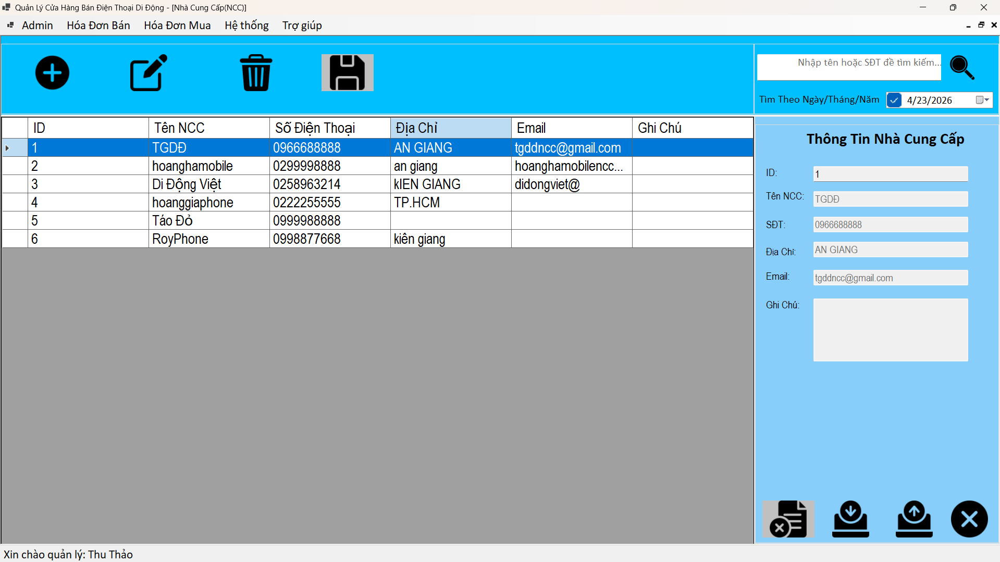 Quản Lý Cửa Hàng Bán Điện Thoại Di Động - [Nhà Cung Cấp(NCC)]
Admin Hóa Đơn Bán Hóa Đơn Mua Hệ thống Trợ giúp
Nhập tên hoặc SĐT đề tìm kiếm...
Tìm Theo Ngày/Tháng/Năm 4/23/2026
ID Tên NCC Số Điện Thoại Địa Chỉ Email Ghi Chú
1 TGDĐ 0966688888 AN GIANG tgddncc@gmail.com
2 hoanghamobile 0299998888 an giang hoanghamobilencc...
3 Di Động Việt 0258963214 kIEN GIANG didongviet@
4 hoanggiaphone 0222255555 TP.HCM
5 Táo Đỏ 0999988888
6 RoyPhone 0998877668 kiên giang
Thông Tin Nhà Cung Cấp
ID: 1
Tên NCC: TGDĐ
SĐT: 0966688888
Địa Chỉ: AN GIANG
Email: tgddncc@gmail.com
Ghi Chú:
Xin chào quản lý: Thu Thảo